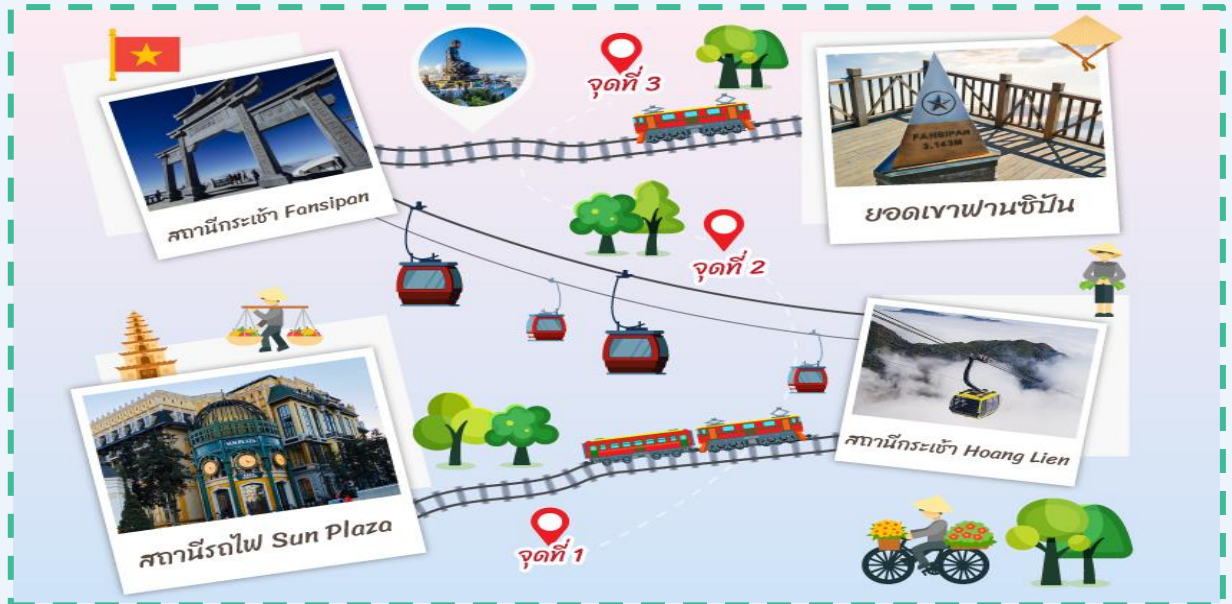 จุดที่ 3
FANSIPAN
3.143M
สถานีกระเช้า Fansipan
ยอดเขาฟานซิปัน
จุดที่ 2
SUN PLAZA
สถานีกระเช้า Hoang Lien
สถานีรถไฟ Sun Plaza
จุดที่ 1